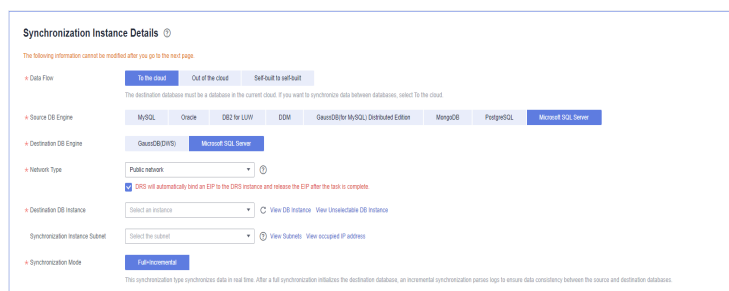 Synchronization Instance Details ?
The following information cannot be modified after you go to the next page.
* Data Flow To the cloud Out of the cloud Self-built to self-built
The destination database must be a database in the current cloud. If you want to synchronize data between databases, select To the cloud.
* Source DB Engine MySQL Oracle DB2 for LUW DDM GaussDB(for MySQL) Distributed Edition MongoDB PostgreSQL Microsoft SQL Server
* Destination DB Engine GaussDB(DWS) Microsoft SQL Server
* Network Type Public network ?
DRS will automatically bind an EIP to the DRS instance and release the EIP after the task is complete
* Destination DB Instance Select an instance View DB Instance View Unselectable DB Instance
Synchronization Instance Subnet Select the subnet ? View Subnets View occupied IP address
* Synchronization Mode Full+Incremental
This synchronization type synchronizes data in real time. After a full synchronization initializes the destination database, an incremental synchronization parses logs to ensure data consistency between the source and destination databases.